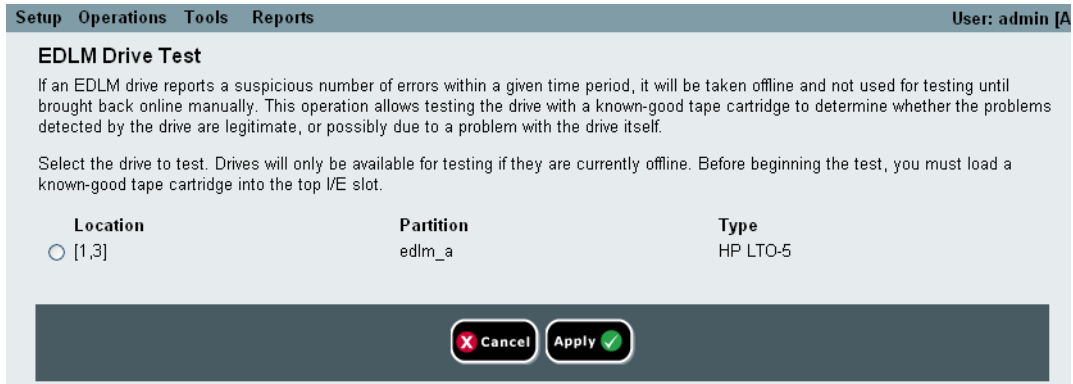 Setup Operations Tools Reports User: admin [A
EDLM Drive Test
If an EDLM drive reports a suspicious number of errors within a given time period, it will be taken offline and not used for testing until
brought back online manually. This operation allows testing the drive with a known-good tape cartridge to determine whether the problems
detected by the drive are legitimate, or possibly due to a problem with the drive itself.
Select the drive to test. Drives will only be available for testing if they are currently offline. Before beginning the test, you must load a
known-good tape cartridge into the top I/E slot.
Location Partition Type
[1,3] edlm_a HP LTO-5
Cancel Apply